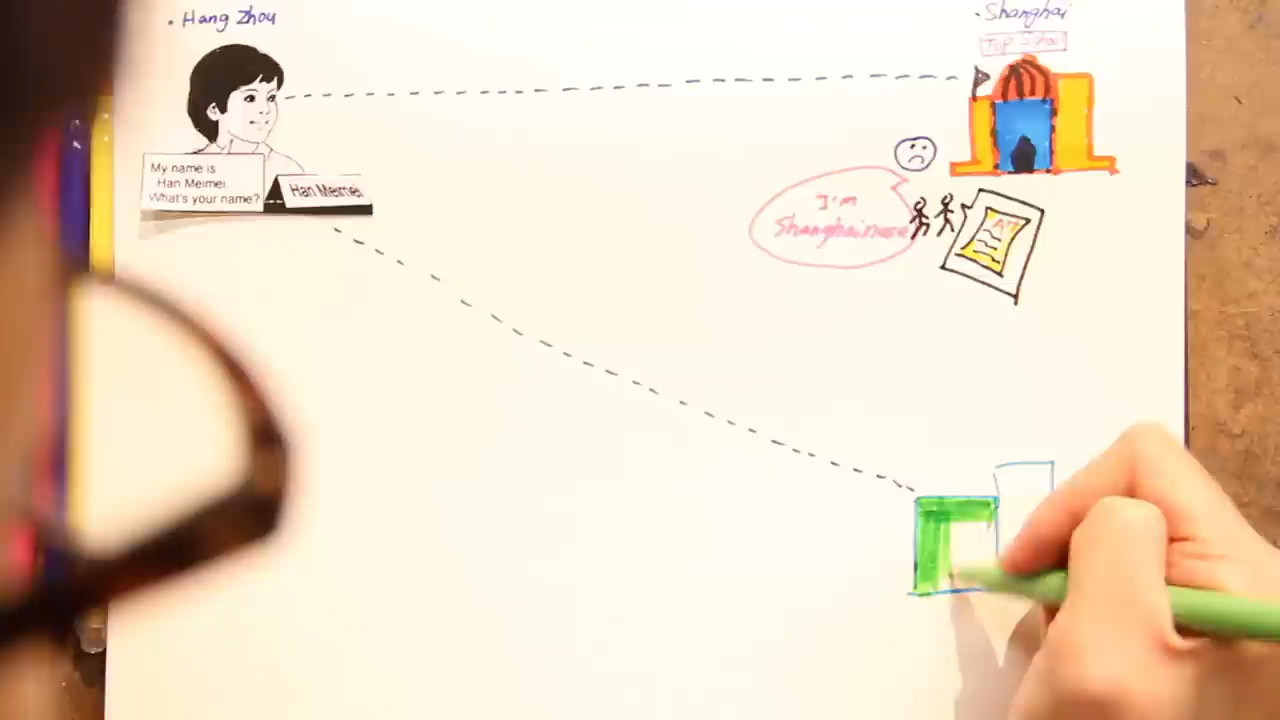 · Hang Zhou
· Shanghai
Top School
My name is
Han Meimei.
What's your name?
Han Meimei
I'm
Shanghainese
A+